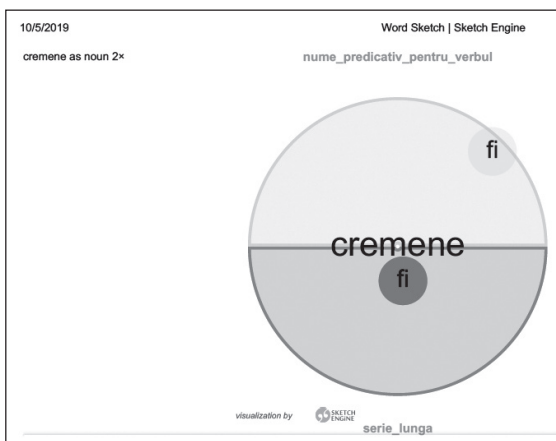 10/5/2019 Word Sketch | Sketch Engine
cremene as noun 2× nume_predicativ_pentru_verbul
fi
cremene
fi
visualization by SKETCH
ENGINE
serie_lunga